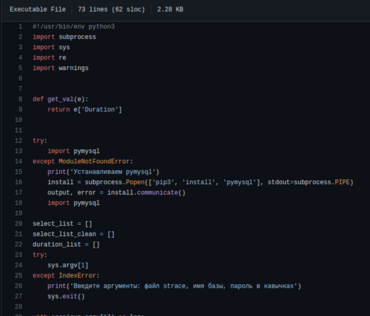 Executable File 73 lines (62 sloc) 2.28 KB
1 #!/usr/bin/env python3
2 import subprocess
3 import sys
4 import re
5 import warnings
6
7
8 def get_val(e):
9 return e['Duration']
10
11
12 try:
13 import pymysql
14 except ModuleNotFoundError:
15 print('Устанавливаем pymysql')
16 install = subprocess.Popen(['pip3', 'install', 'pymysql'], stdout=subprocess.PIPE)
17 output, error = install.communicate()
18 import pymysql
19
20 select_list = []
21 select_list_clean = []
22 duration_list = []
23 try:
24 sys.argv[1]
25 except IndexError:
26 print('Введите аргументы: файл strace, имя базы, пароль в кавычках')
27 sys.exit()
28